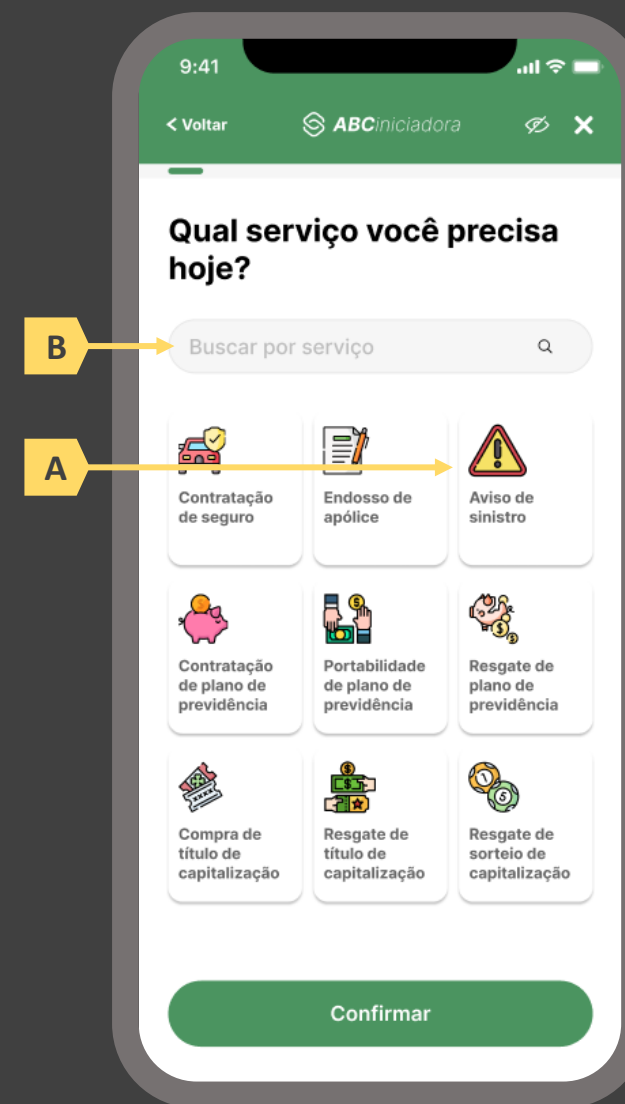 9:41
< Voltar
ABCiniciadora
Qual serviço você precisa
hoje?
B
Buscar por serviço
A
Contratação
de seguro
Endosso de
apólice
Aviso de
sinistro
Contratação
de plano de
previdência
Portabilidade
de plano de
previdência
Resgate de
plano de
previdência
Compra de
título de
capitalização
Resgate de
título de
capitalização
Resgate de
sorteio de
capitalização
Confirmar